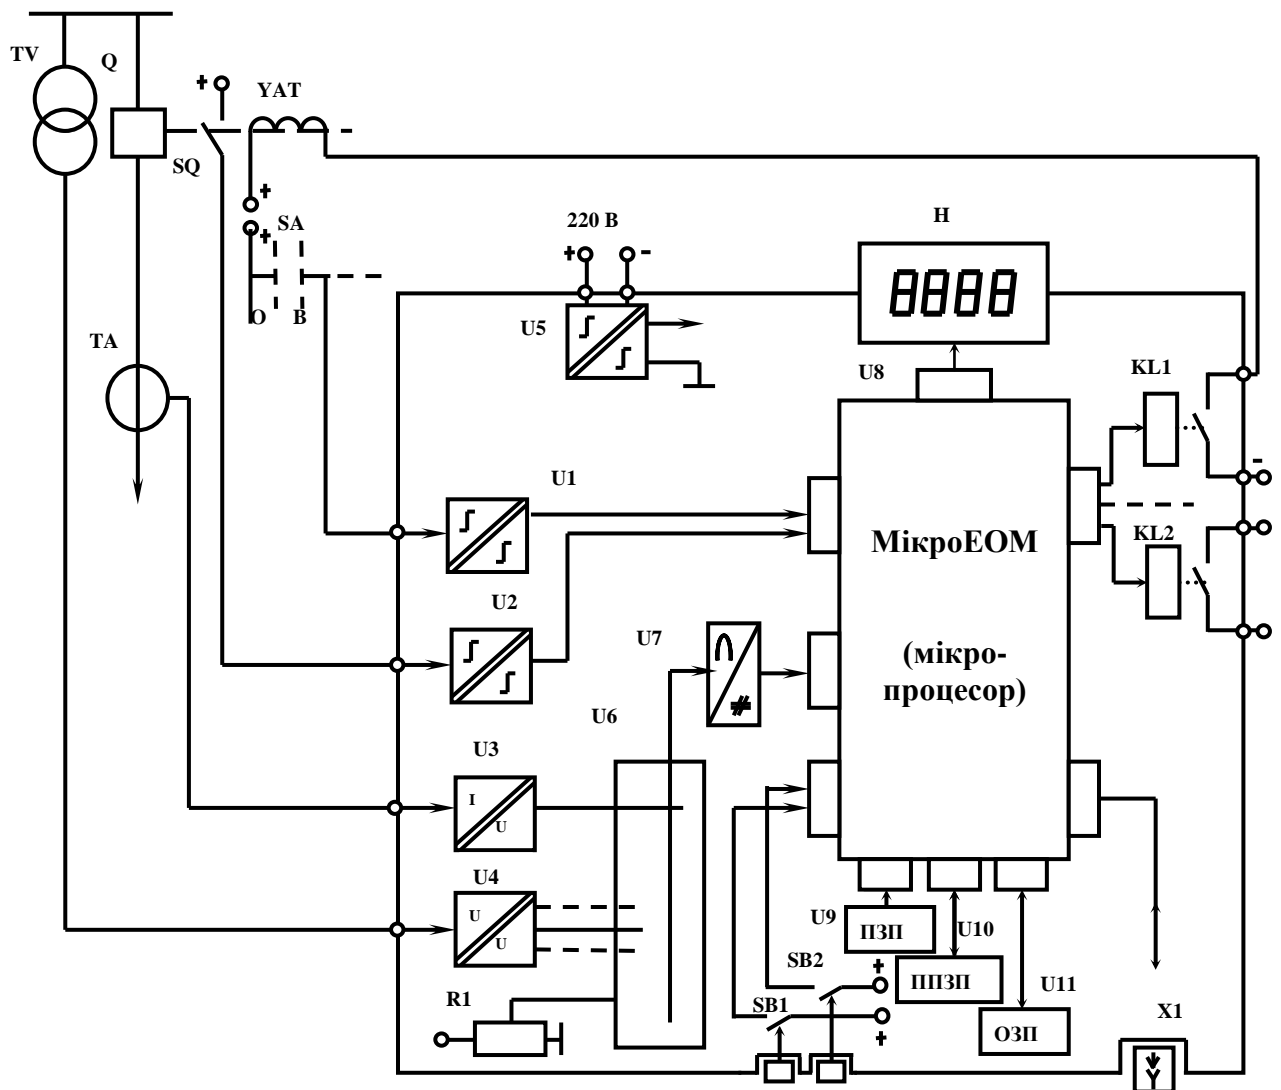 TV
Q
+
YAT
-
SQ
+
+
SA
O
B
TA
220 В
+
-
H
8888
U5
U8
KL1
-
KL2
U1
МікроЕОМ
(мікро-
процесор)
U2
U7
#
U6
U3
I
U
U4
U
U
R1
U9
ПЗП
U10
ППЗП
U11
ОЗП
SB2
+
SB1
+
X1